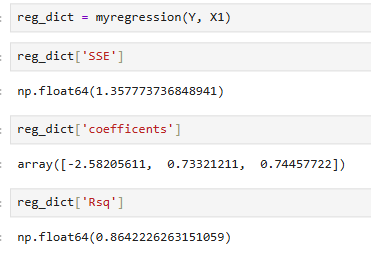 : reg_dict = myregression(Y, X1)
: reg_dict['SSE']
: np.float64(1.357773736848941)
: reg_dict['coefficents']
: array([-2.58205611,  0.73321211,  0.74457722])
: reg_dict['Rsq']
: np.float64(0.8642226263151059)